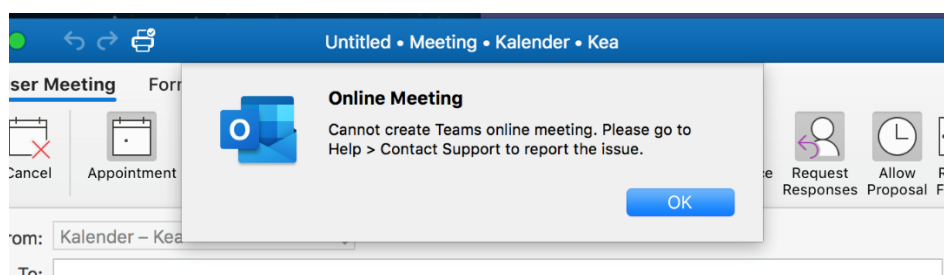 Untitled • Meeting • Kalender • Kea
ser Meeting
Online Meeting
Cannot create Teams online meeting. Please go to
Help > Contact Support to report the issue.
OK
Cancel
Appointment
Request
Responses
Allow
Proposal
From: Kalender – Kea
To: